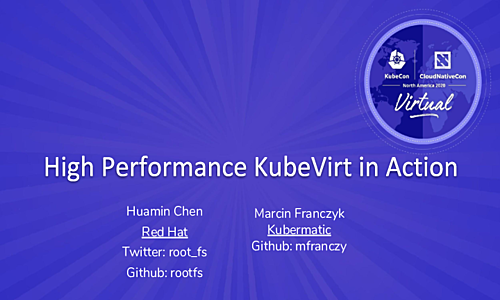 KubeCon
CloudNativeCon
North America 2020
Virtual
High Performance KubeVirt in Action
Huamin Chen
Red Hat
Twitter: root_fs
Github: rootfs
Marcin Franczyk
Kubermatic
Github: mfranczy